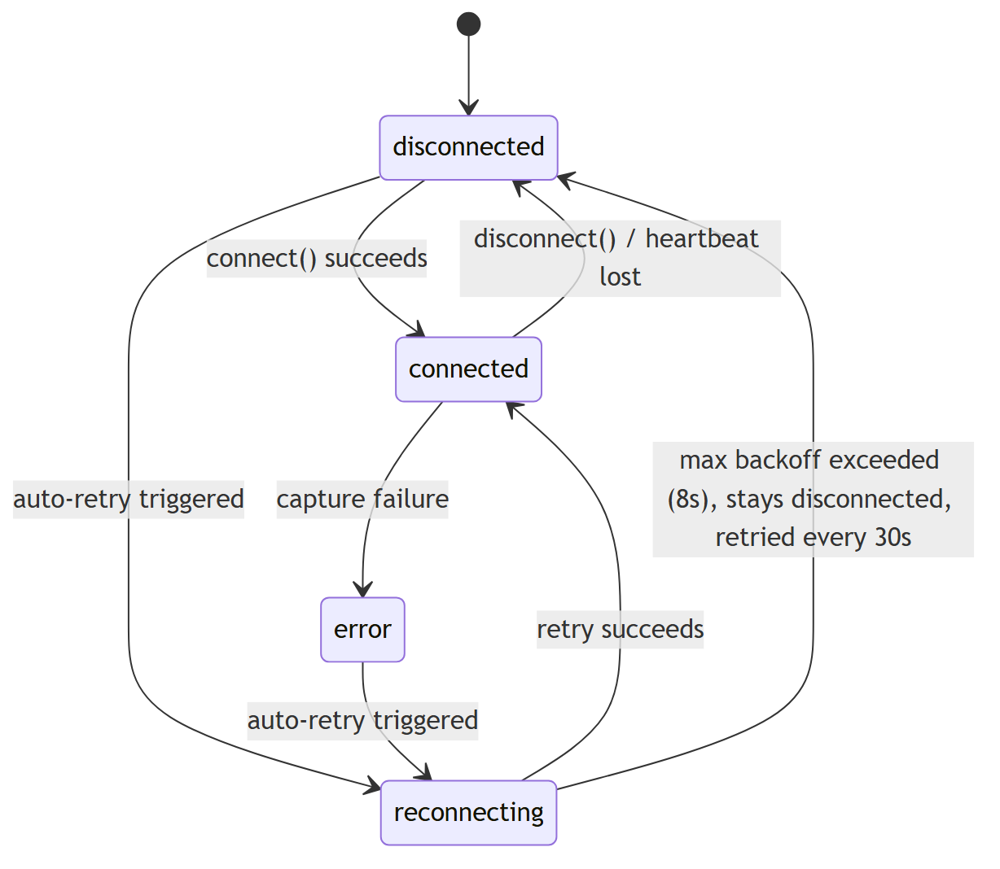 disconnected
connect() succeeds
disconnect() / heartbeat
lost
connected
auto-retry triggered
capture failure
max backoff exceeded
(8s), stays disconnected,
retried every 30s
error
retry succeeds
auto-retry triggered
reconnecting